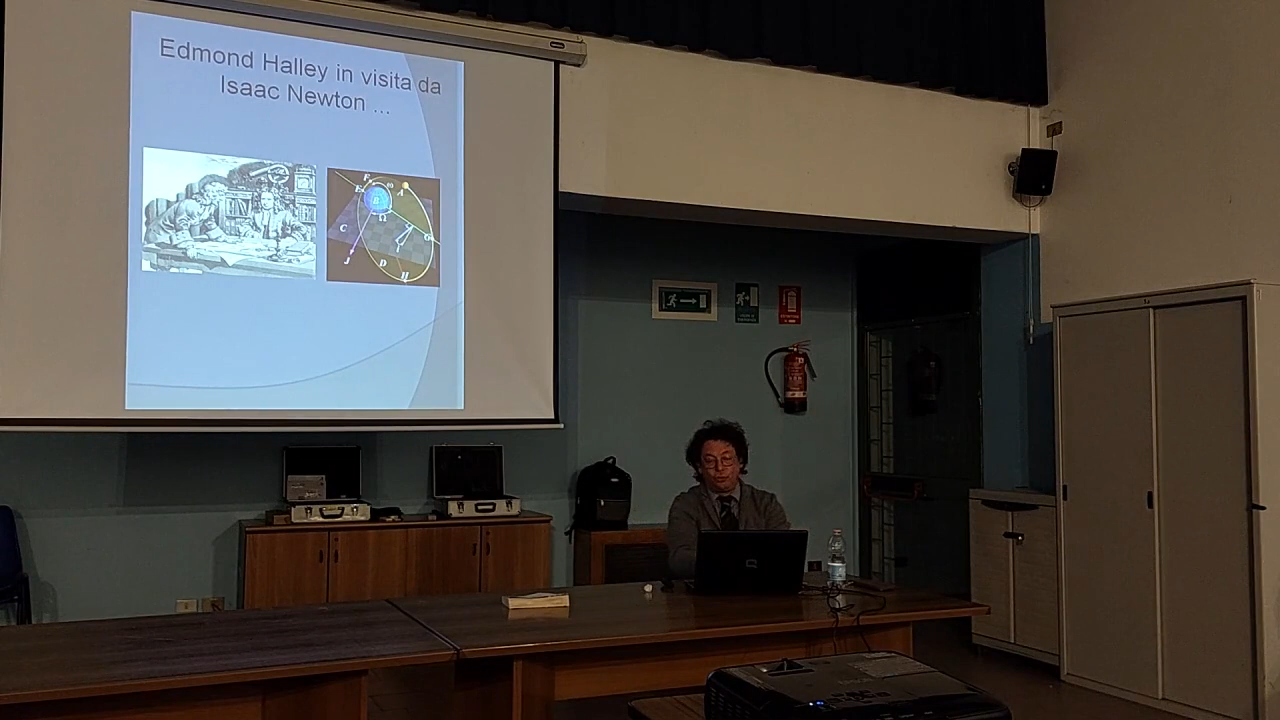 Edmond Halley in visita da
Isaac Newton ...
A
B
Ω
C
G
D
H
J